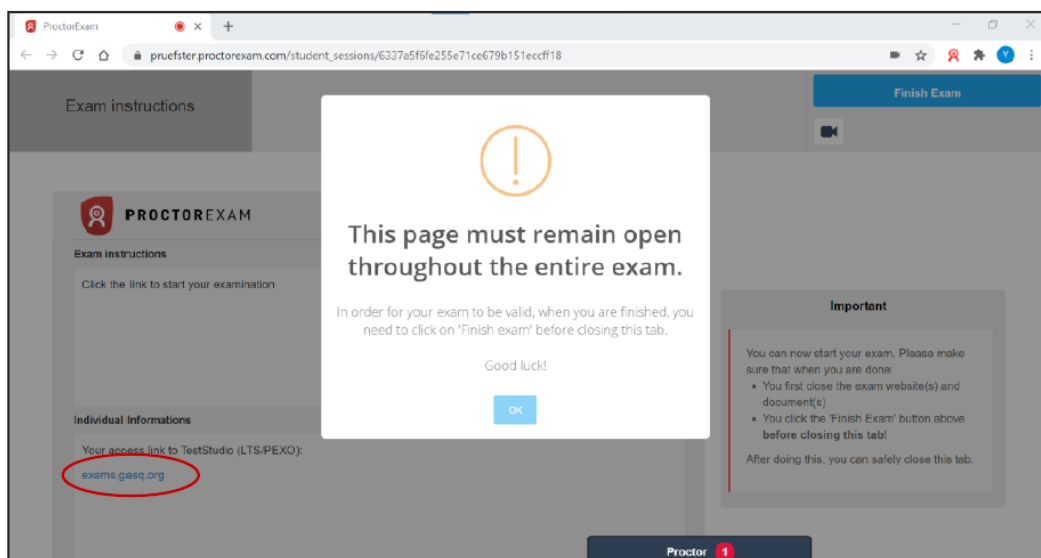 ProctorExam
pruefster.proctorexam.com/student_sessions/6337a5f6fe255e71ce679b151eccff18
Y
Exam instructions
Finish Exam
PROCTOREXAM
Exam instructions
Click the link to start your examination
This page must remain open
throughout the entire exam.
In order for your exam to be valid, when you are finished, you
need to click on 'Finish exam' before closing this tab.
Good luck!
OK
Important
You can now start your exam. Please make
sure that when you are done:
• You first close the exam website(s) and
document(s)
• You click the 'Finish Exam' button above
before closing this tab!
After doing this, you can safely close this tab.
Individual Informations
Your access link to TestStudio (LTS/PEXO):
exams.gasq.org
Proctor 1